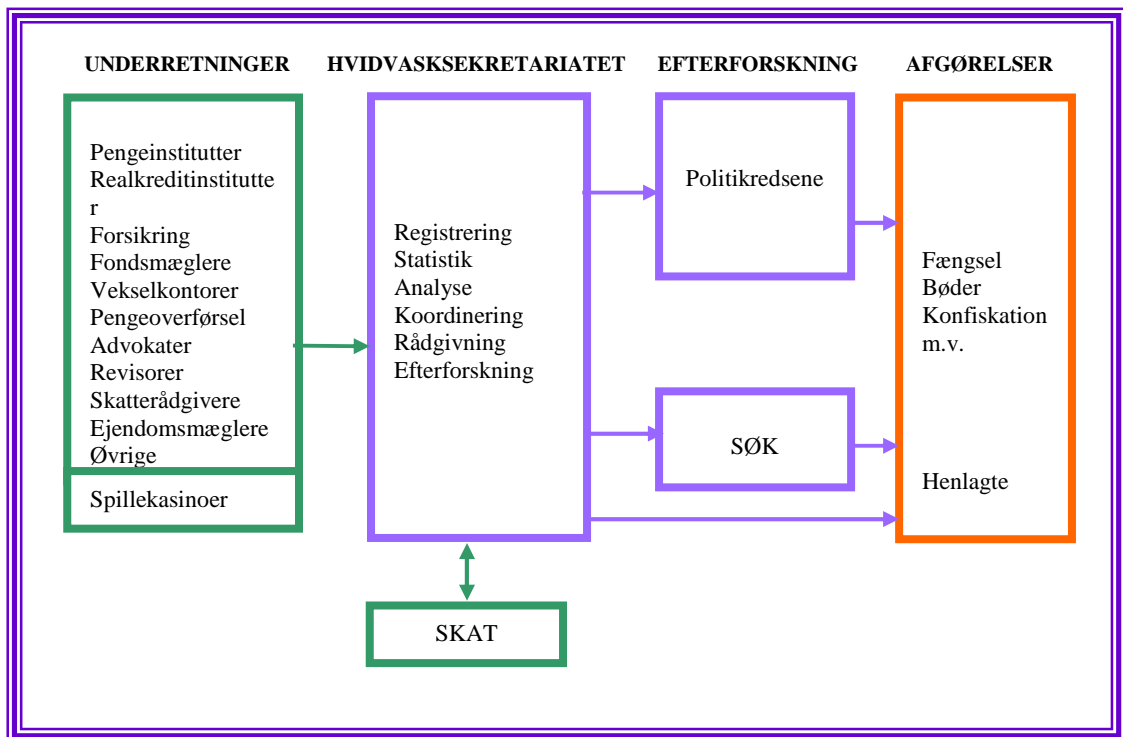 UNDERRETNINGER
HVIDVASKSEKRETARIATET
EFTERFORSKNING
AFGØRELSER
Pengeinstitutter
Realkreditinstitutte
r
Forsikring
Fondsmæglere
Vekselkontorer
Pengeoverførsel
Advokater
Revisorer
Skatterådgivere
Ejendomsmæglere
Øvrige
Spillekasinoer
Registrering
Statistik
Analyse
Koordinering
Rådgivning
Efterforskning
SKAT
Politikredsene
SØK
Fængsel
Bøder
Konfiskation
m.v.
Henlagte